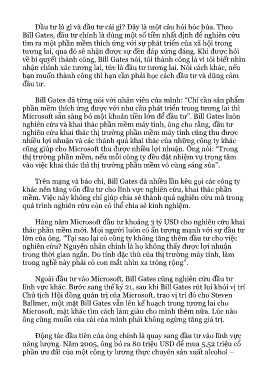 Đầu tư là gì và đầu tư cái gì? Đây là một câu hỏi hóc búa. Theo
Bill Gates, đầu tư chính là dùng một số tiền nhất định để nghiên cứu
tìm ra một phần mềm thích ứng với sự phát triển của xã hội trong
tương lai, qua đó sẽ nhận được sự đền đáp xứng đáng. Khi được hỏi
về bí quyết thành công, Bill Gates nói, tôi thành công là vì tôi biết nhìn
nhận chính xác tương lai, tức là đầu tư tương lai. Nói cách khác, nếu
bạn muốn thành công thì bạn cần phải học cách đầu tư và dũng cảm
đầu tư.
Bill Gates đã từng nói với nhân viên của mình: “Chỉ cần sản phẩm
phần mềm thích ứng được với nhu cầu phát triển trong tương lai thì
Microsoft sẵn sàng bỏ một khoản tiền lớn để đầu tư”. Bill Gates luôn
nghiên cứu và khai thác phần mềm máy tính, ông cho rằng, đầu tư
nghiên cứu khai thác thị trường phần mềm máy tính cũng thu được
nhiều lợi nhuận và các thành quả khai thác của những công ty khác
cũng giúp cho Microsoft thu được nhiều lợi nhuận. Ông nói: “Trong
thị trường phần mềm, nếu mỗi công ty đều đặt nhiệm vụ trọng tâm
vào việc khai thác thì thị trường phần mềm vô cùng sáng sủa”.
Trên mạng và báo chí, Bill Gates đã nhiều lần kêu gọi các công ty
khác nên tăng vốn đầu tư cho lĩnh vực nghiên cứu, khai thác phần
mềm. Việc này không chỉ giúp chia sẻ thành quả nghiên cứu mà trong
quá trình nghiên cứu còn có thể chia sẻ kinh nghiệm.
Hàng năm Microsoft đầu tư khoảng 3 tỷ USD cho nghiên cứu khai
thác phần mềm mới. Mọi người luôn có ấn tượng mạnh với sự đầu tư
lớn của ông. “Tại sao lại có công ty không tăng thêm đầu tư cho việc
nghiên cứu? Nguyên nhân chính là họ không thấy được lợi nhuận
trong thời gian ngắn. Do tính đặc thù của thị trường máy tính, làm
trong nghề này phải có con mắt nhìn xa trông rộng”.
Ngoài đầu tư vào Microsoft, Bill Gates cũng nghiên cứu đầu tư
lĩnh vực khác. Bước sang thế kỷ 21, sau khi Bill Gates rút lui khỏi vị trí
Chủ tịch Hội đồng quản trị của Microsoft, trao vị trí đó cho Steven
Ballmer, một mặt Bill Gates vẫn lên kế hoạch trong tương lai cho
Microsoft, mặt khác tìm cách làm giàu cho mình thêm nữa. Lúc nào
ông cũng muốn của cải của mình phải không ngừng tăng giá trị.
Động tác đầu tiên của ông chính là quay sang đầu tư vào lĩnh vực
năng lượng. Năm 2005, ông bỏ ra 80 triệu USD để mua 5,52 triệu cổ
phần ưu đãi của một công ty lương thực chuyên sản xuất alcohol –